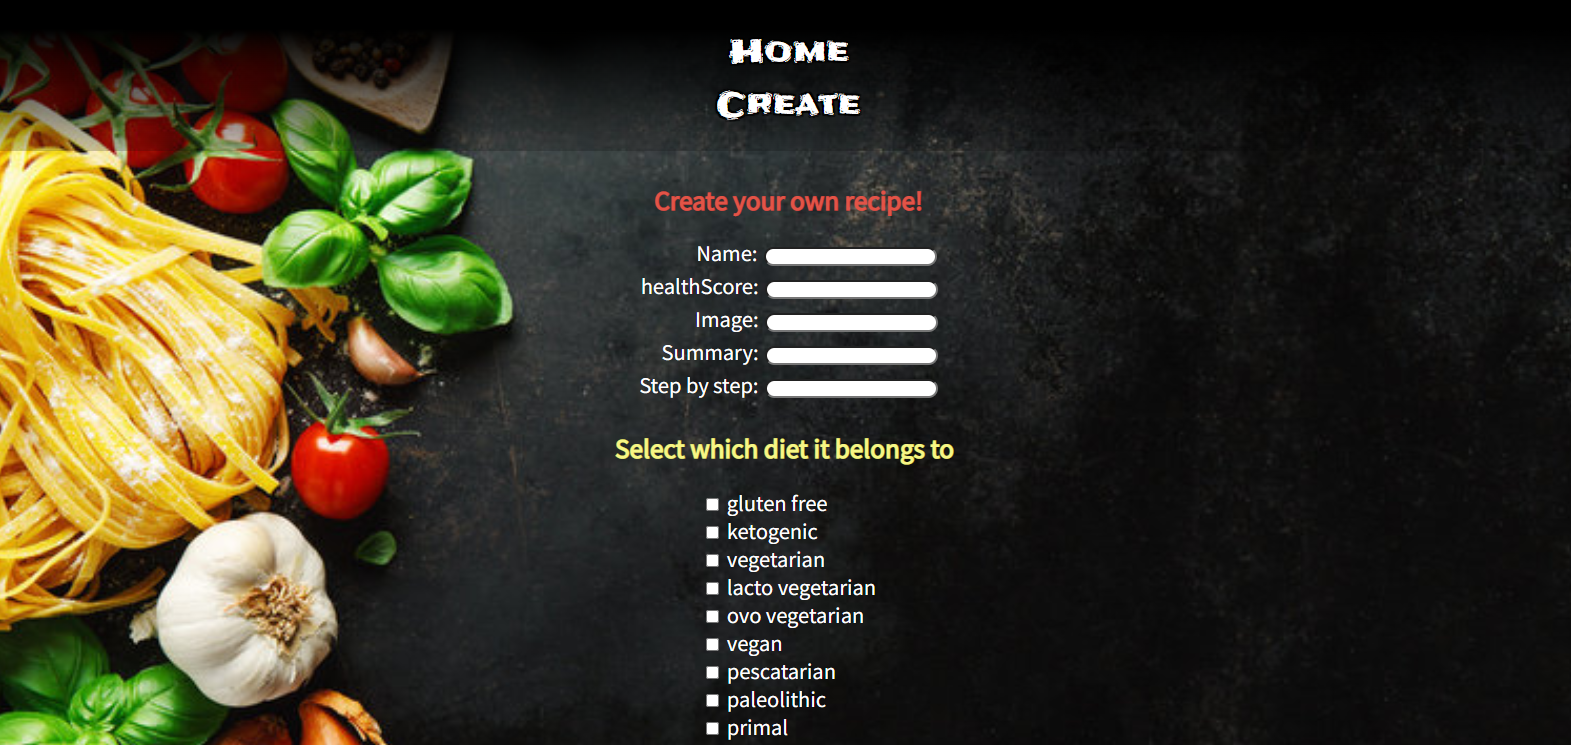 Home
Create
Create your own recipe!
Name:
healthScore:
Image:
Summary:
Step by step:
Select which diet it belongs to
gluten free
ketogenic
vegetarian
lacto vegetarian
ovo vegetarian
vegan
pescatarian
paleolithic
primal